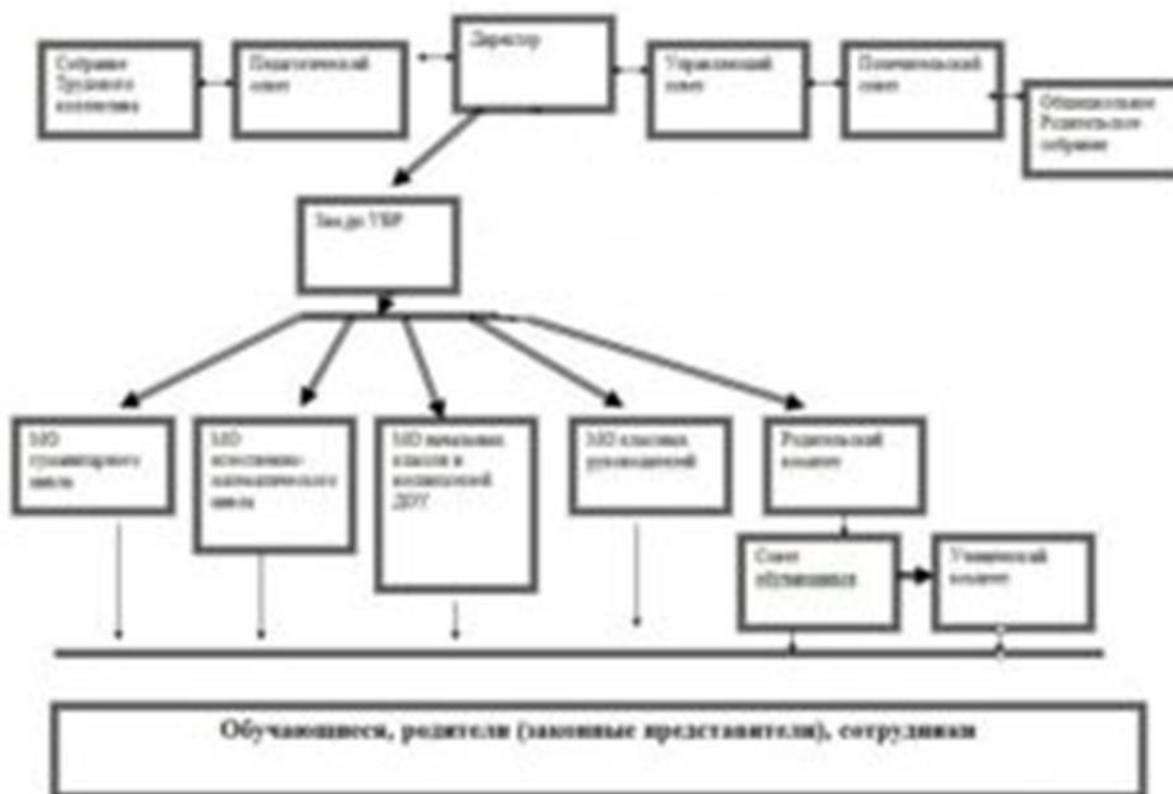 Директор
Собрание
Трудового
коллектива
Педагогический
совет
Управляющий
совет
Попечительский
совет
Общешкольное
Родительское
собрание
Зам.до УВР
МО
гуманитарного
цикла
МО
естественно-
математического
цикла
МО начальных
классов и
воспитателей
ДОУ
МО классных
руководителей
Родительский
комитет
Совет
обучающихся
Ученический
комитет
Обучающиеся, родители (законные представители), сотрудники